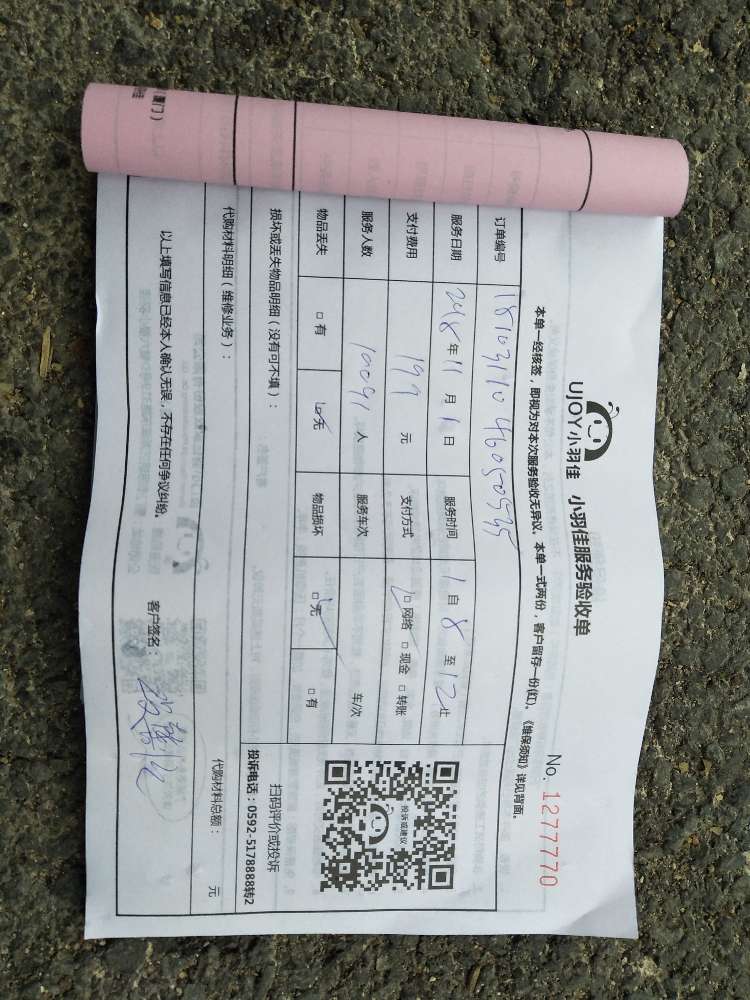 UJOY小羽佳 小羽佳服务验收单
No. 1277770
本单一经核签，即视为对本次服务验收无异议。本单一式两份，客户留存一份(红)。《维保须知》详见背面。
订单编号
服务日期 2018年11月1日 服务时间 自8至12止
支付费用 199元 支付方式 □网络 □现金 □转账
服务人数 人 服务车次 车/次
物品丢失 □有 □无 物品损坏 □无 □有
投诉或建议
扫码评价或投诉
投诉电话：0592-5178888转2
损坏或丢失物品明细（没有可不填）：
代购材料明细（维修业务）：
代购材料总额： 元
以上填写信息已经本人确认无误，不存在任何争议纠纷。
客户签名：
厦门）